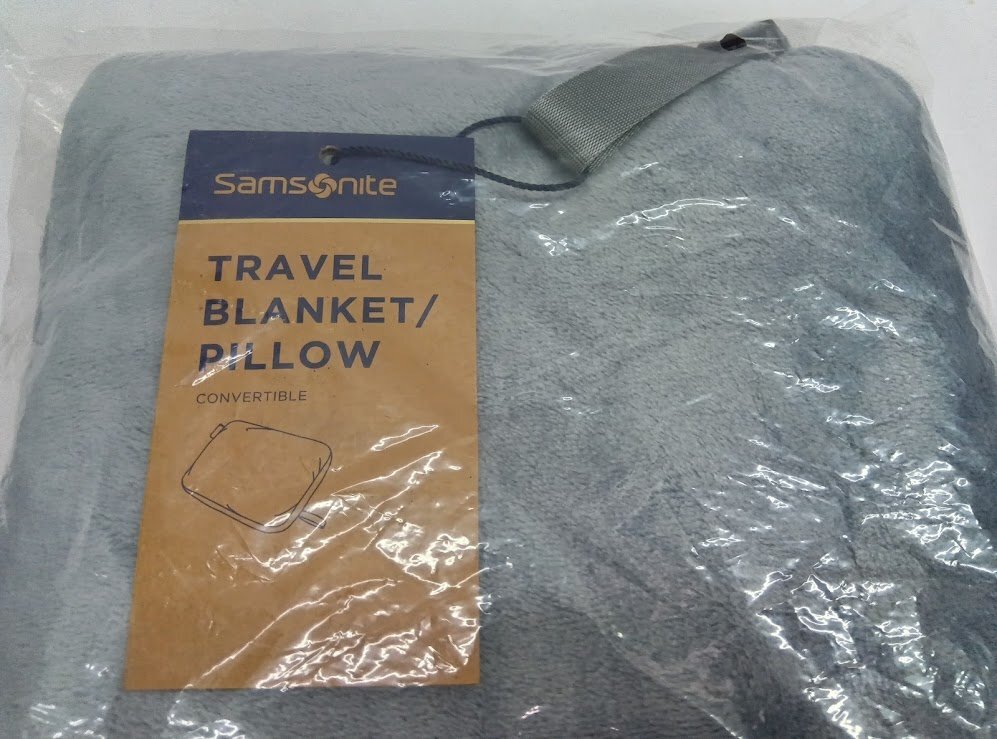 Samsonite
TRAVEL
BLANKET/
PILLOW
CONVERTIBLE